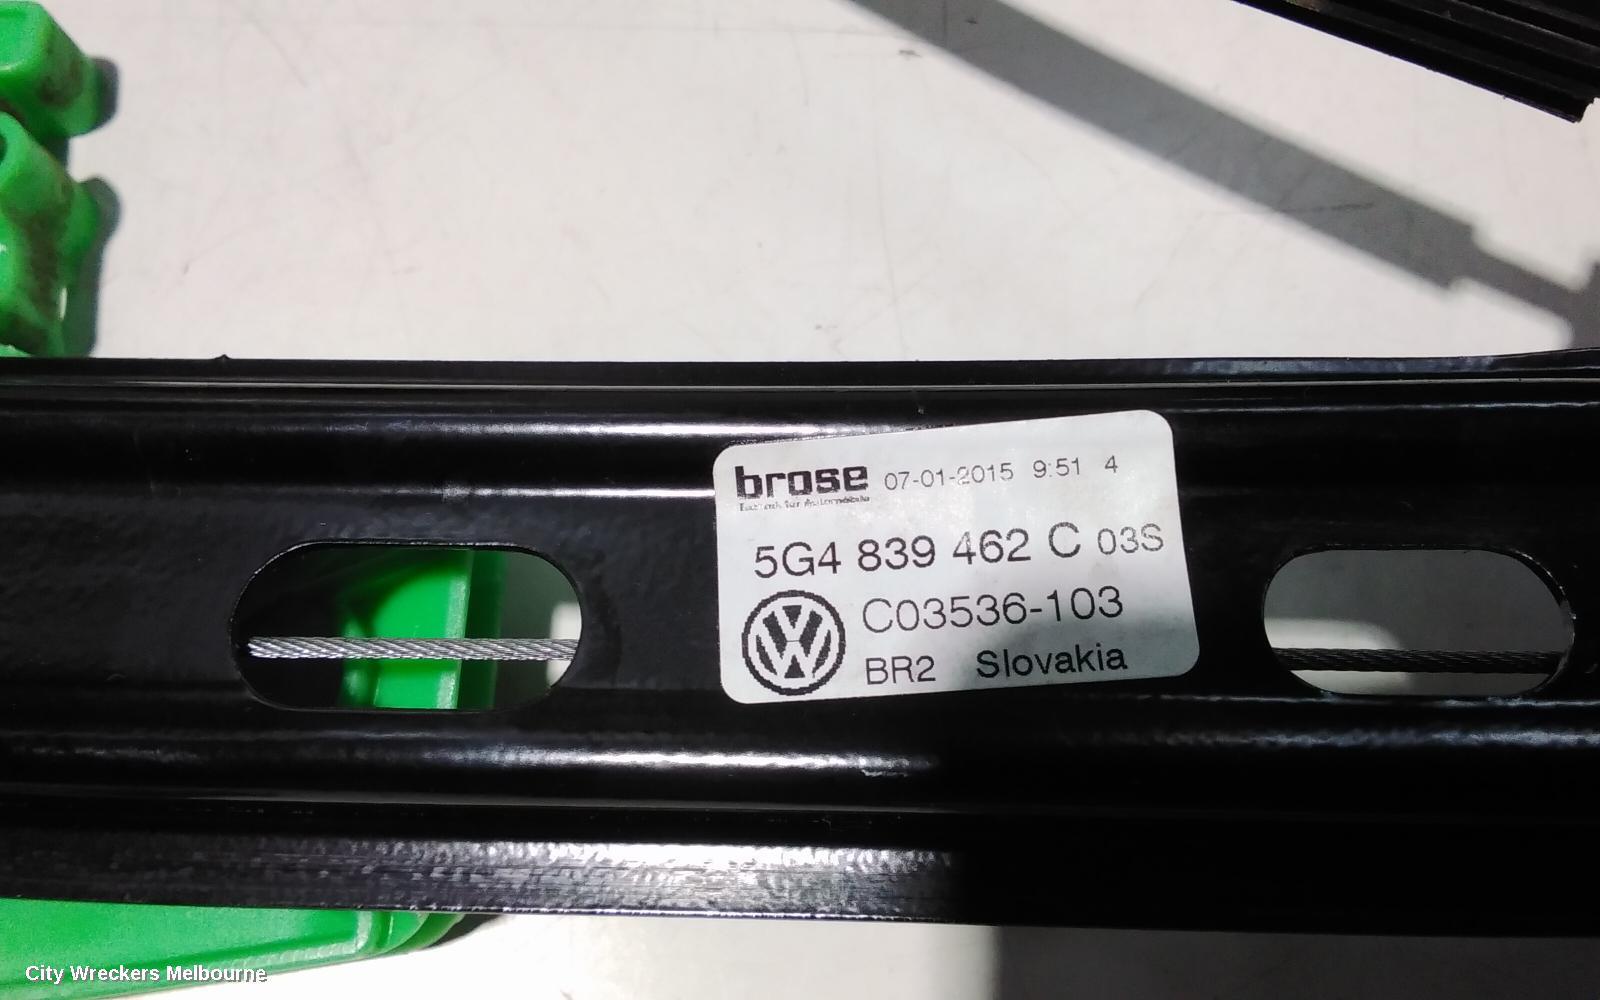 brose 07-01-2015 9:51 4
5G4 839 462 C 03S
C03536-103
BR2 Slovakia
City Wreckers Melbourne